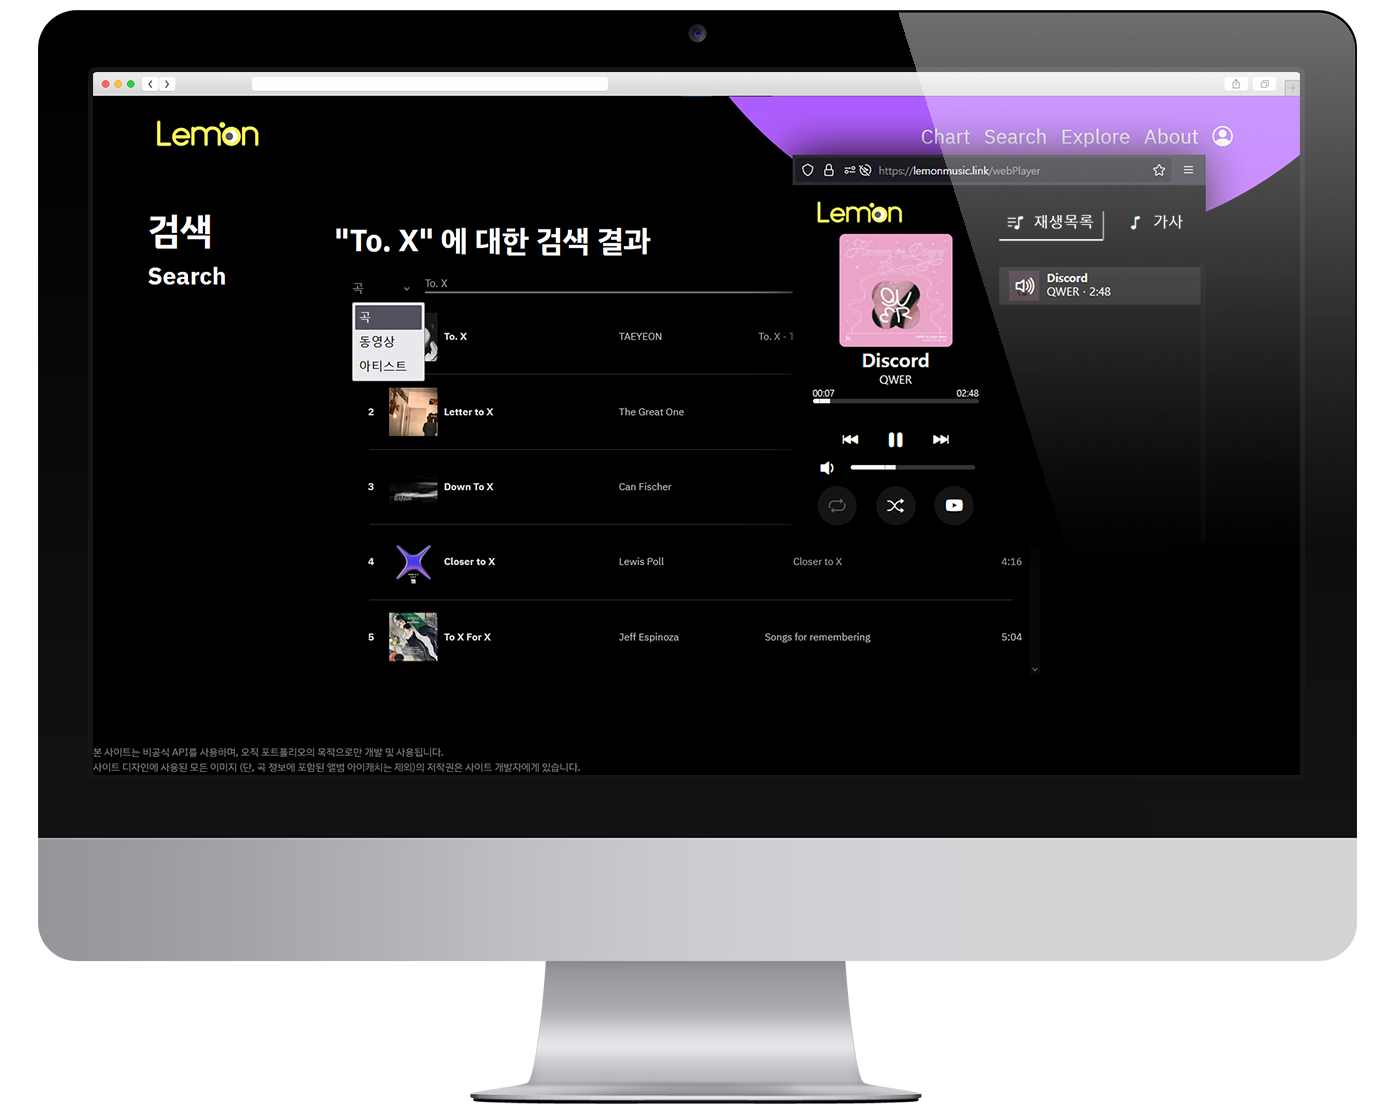 Lemon
Chart Search Explore About
https://lemonmusic.link/webPlayer
검색
Search
"To. X" 에 대한 검색 결과
곡
To. X
곡
동영상
아티스트
To. X TAEYEON To. X - T
2 Letter to X The Great One
3 Down To X Can Fischer
4 Closer to X Lewis Poll Closer to X 4:16
5 To X For X Jeff Espinoza Songs for remembering 5:04
Lemon
QWER
Discord
QWER
00:07 02:48
재생목록 가사
Discord
QWER · 2:48
본 사이트는 비공식 API를 사용하며, 오직 포트폴리오의 목적으로만 개발 및 사용됩니다.
사이트 디자인에 사용된 모든 이미지 (단, 곡 정보에 포함된 앨범 아이캐치는 제외)의 저작권은 사이트 개발자에게 있습니다.